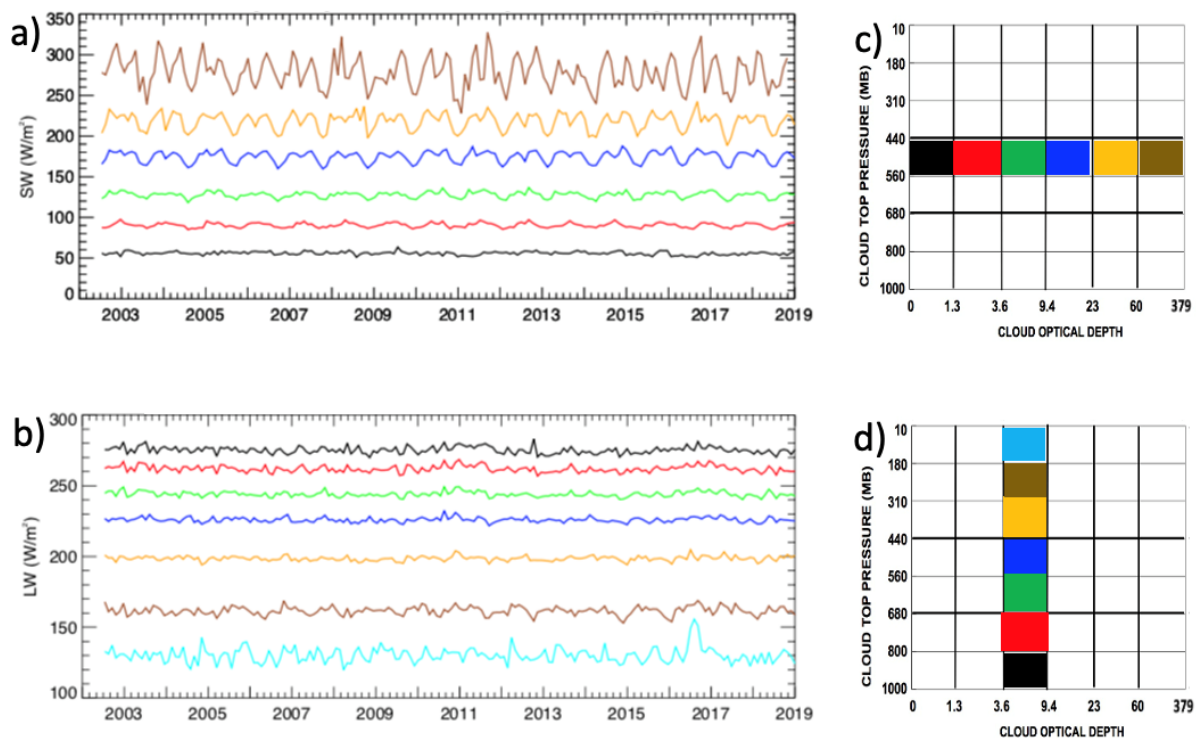 a)
350
300
250
200
150
100
50
0
SW (W/m²)
2003 2005 2007 2009 2011 2013 2015 2017 2019
c)
10
180
310
440
560
680
800
1000
CLOUD TOP PRESSURE (MB)
0 1.3 3.6 9.4 23 60 379
CLOUD OPTICAL DEPTH
b)
300
250
200
150
100
LW (W/m²)
2003 2005 2007 2009 2011 2013 2015 2017 2019
d)
10
180
310
440
560
680
800
1000
CLOUD TOP PRESSURE (MB)
0 1.3 3.6 9.4 23 60 379
CLOUD OPTICAL DEPTH